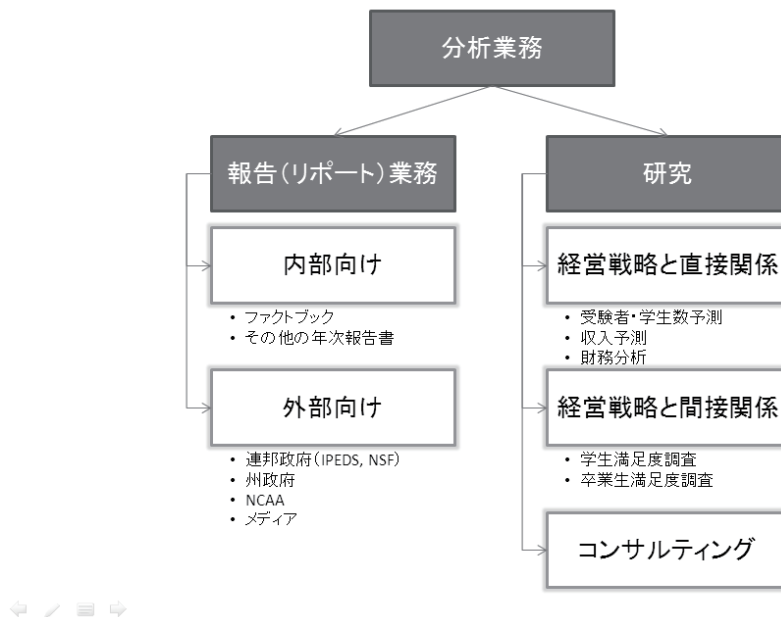 分析業務
報告(リポート)業務
内部向け
• ファクトブック
• その他の年次報告書
外部向け
• 連邦政府(IPEDS, NSF)
• 州政府
• NCAA
• メディア
研究
経営戦略と直接関係
• 受験者・学生数予測
• 収入予測
• 財務分析
経営戦略と間接関係
• 学生満足度調査
• 卒業生満足度調査
コンサルティング